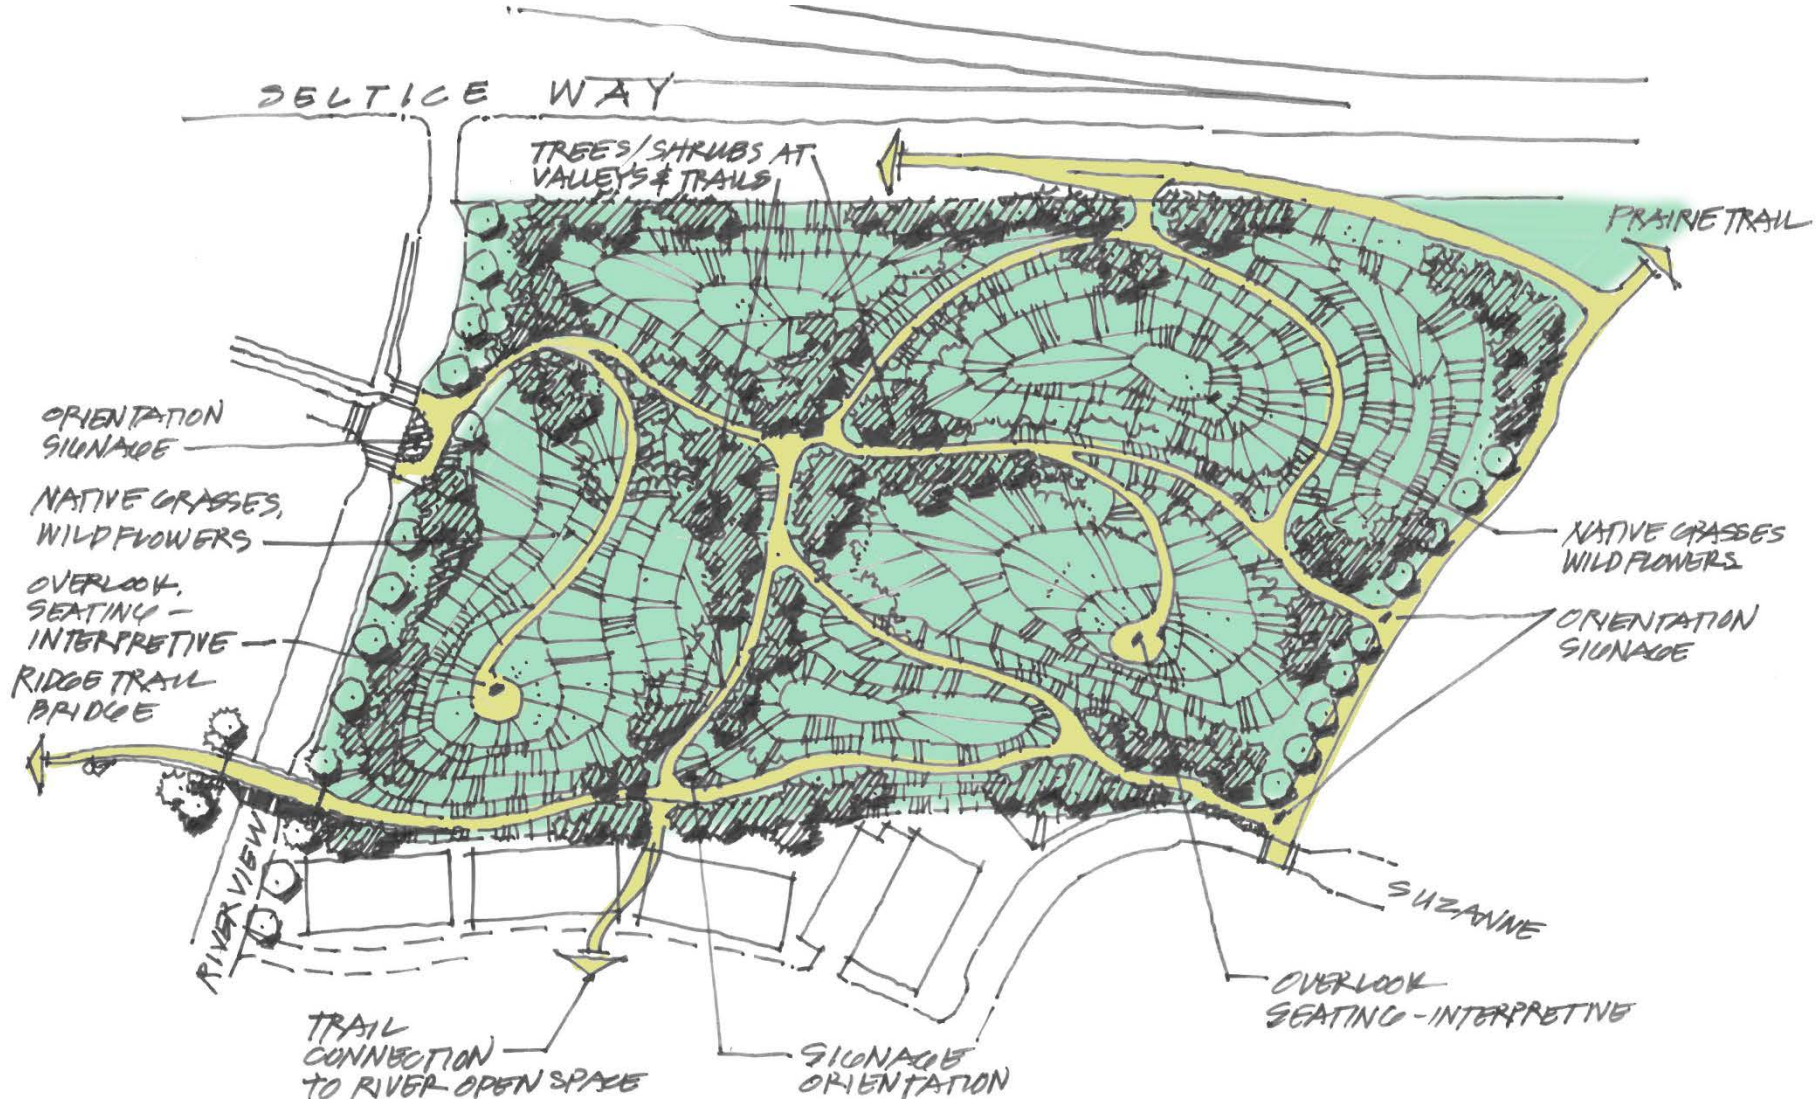 SELTICE WAY
TREES/SHRUBS AT
VALLEYS & TRAILS
PRAIRIE TRAIL
ORIENTATION
SIGNAGE
NATIVE GRASSES,
WILDFLOWERS
OVERLOOK,
SEATING -
INTERPRETIVE
RIDGE TRAIL
BRIDGE
NATIVE GRASSES
WILDFLOWERS
ORIENTATION
SIGNAGE
RIVERVIEW
SUZANNE
OVERLOOK
SEATING - INTERPRETIVE
TRAIL
CONNECTION
TO RIVER OPEN SPACE
SIGNAGE
ORIENTATION